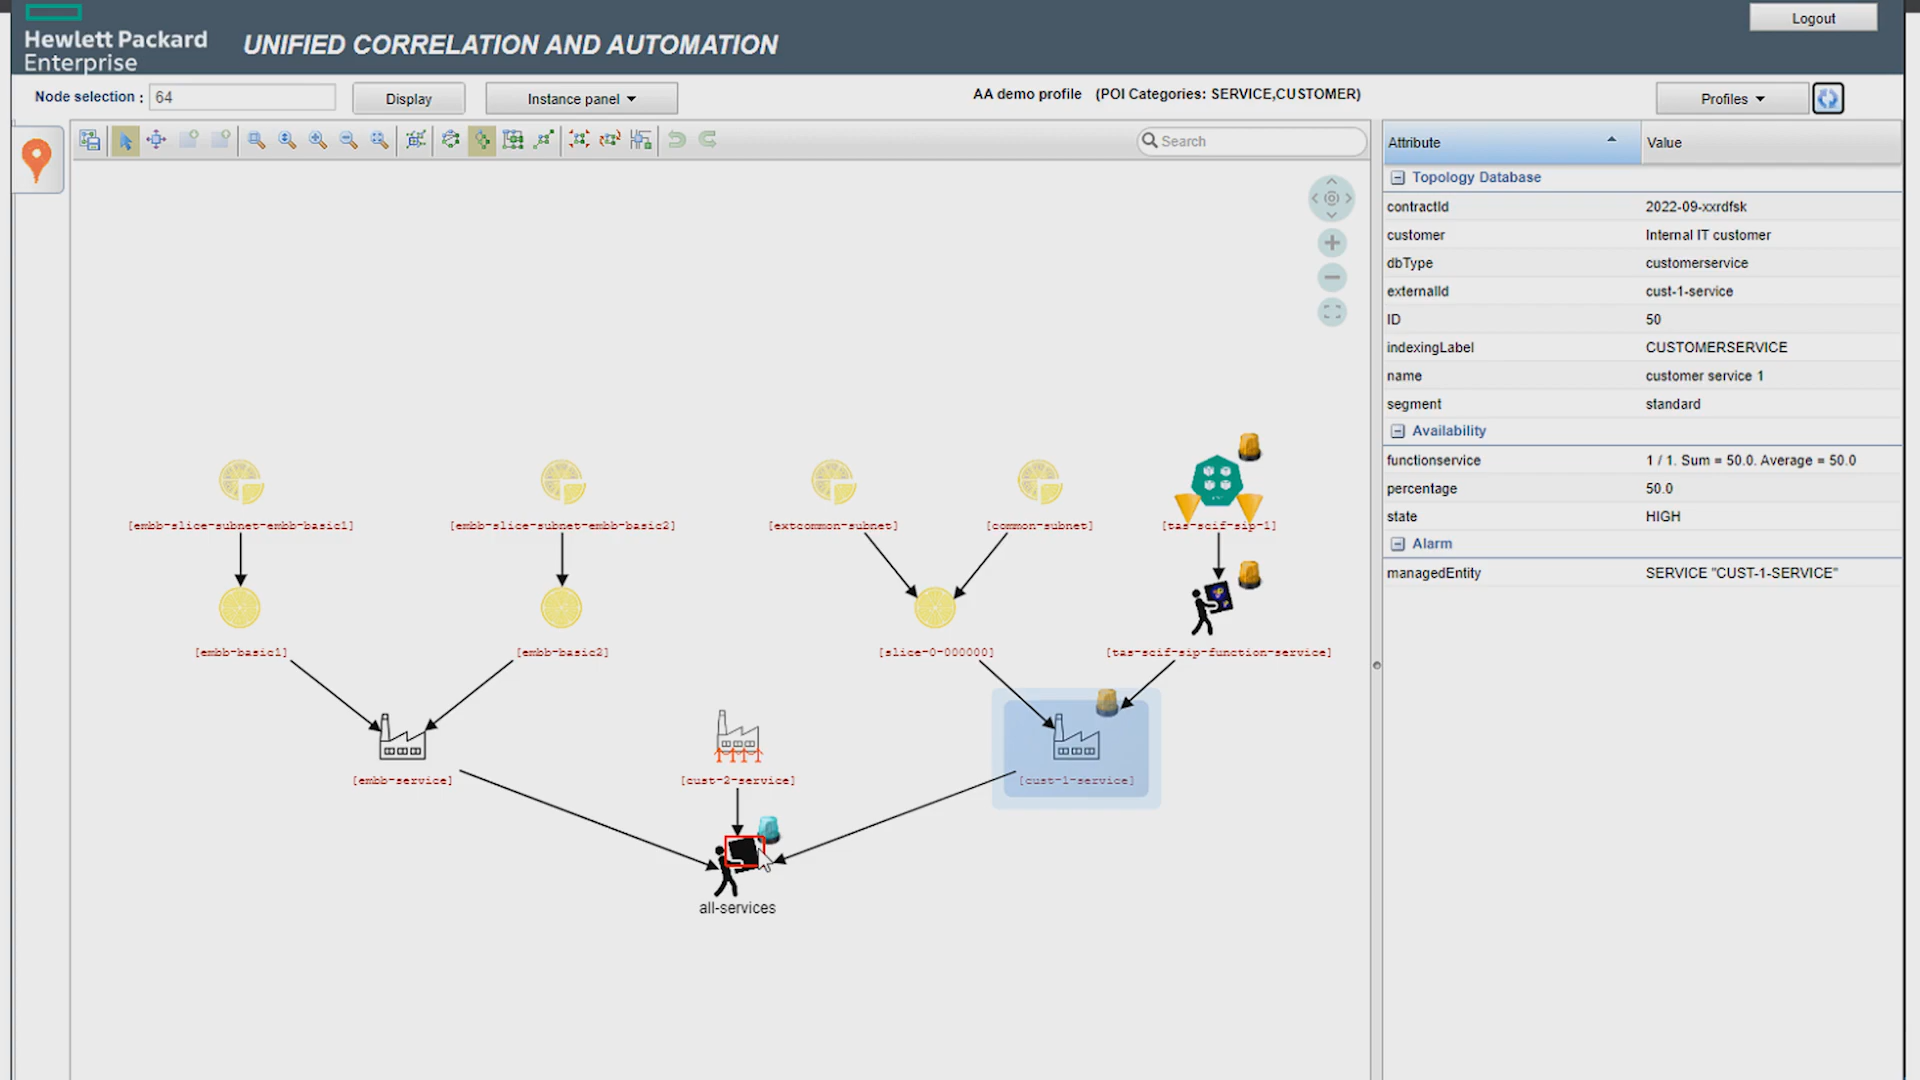 Logout
Hewlett Packard
Enterprise
UNIFIED CORRELATION AND AUTOMATION
Node selection :
64
Display
Instance panel
AA demo profile (POI Categories: SERVICE,CUSTOMER)
Profiles
Search
Attribute
Value
Topology Database
contractId
2022-09-xxrdfsk
customer
Internal IT customer
dbType
customerservice
externalId
cust-1-service
ID
50
indexingLabel
CUSTOMERSERVICE
name
customer service 1
segment
standard
Availability
functionservice
1 / 1. Sum = 50.0. Average = 50.0
percentage
50.0
state
HIGH
Alarm
managedEntity
SERVICE "CUST-1-SERVICE"
[embb-slice-subnet-embb-basic1]
[embb-slice-subnet-embb-basic2]
[extcommon-subnet]
[common-subnet]
[tas-scif-sip-1]
[embb-basic1]
[embb-basic2]
[slice-0-000000]
[tas-scif-sip-function-service]
[embb-service]
[cust-2-service]
[cust-1-service]
all-services